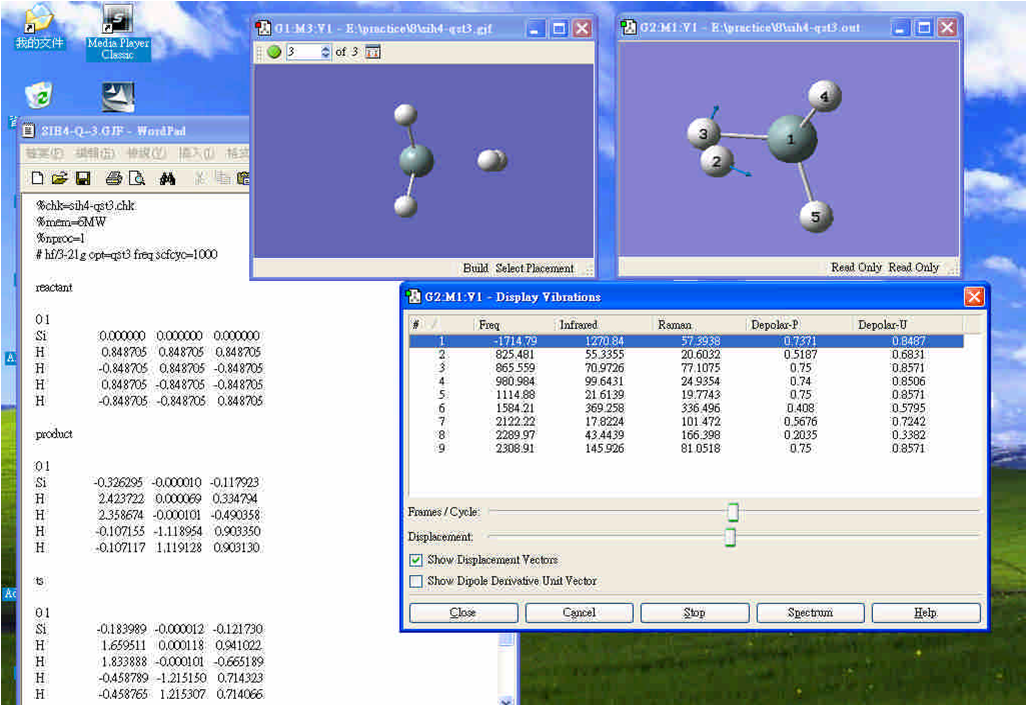 我的文件
Media Player
Classic
G1:M3:V1 - E:\practice\8\sih4-qst3.gjf
3 of 3
Build Select Placement
G2:M1:V1 - E:\practice\8\sih4-qst3.out
4
3
1
2
5
Read Only Read Only
SIH4-Q--3.GJF - WordPad
檔案(F) 編輯(E) 檢視(V) 插入(I) 格式
%chk=sih4-qst3.chk
%mem=6MW
%nproc=1
# hf/3-21g opt=qst3 freq scfcyc=1000
reactant
0 1
Si 0.000000 0.000000 0.000000
H 0.848705 0.848705 0.848705
H -0.848705 0.848705 -0.848705
H 0.848705 -0.848705 -0.848705
H -0.848705 -0.848705 0.848705
product
0 1
Si -0.326295 -0.000010 -0.117923
H 2.423722 0.000069 0.334794
H 2.358674 -0.000101 -0.490358
H -0.107155 -1.118954 0.903350
H -0.107117 1.119128 0.903130
ts
0 1
Si -0.183989 -0.000012 -0.121730
H 1.659511 0.000118 0.941022
H 1.833888 -0.000101 -0.665189
H -0.458789 -1.215150 0.714323
H -0.458765 1.215307 0.714066
G2:M1:V1 - Display Vibrations
# / Freq Infrared Raman Depolar-P Depolar-U
1 -1714.79 1270.84 57.3938 0.7371 0.8487
2 825.481 55.3355 20.6032 0.5187 0.6831
3 865.559 70.9726 77.1075 0.75 0.8571
4 980.984 99.6431 24.9354 0.74 0.8506
5 1114.88 21.6139 19.7743 0.75 0.8571
6 1584.21 369.258 336.496 0.408 0.5795
7 2122.22 17.8224 101.472 0.5676 0.7242
8 2289.97 43.4439 166.398 0.2035 0.3382
9 2308.91 145.926 81.0518 0.75 0.8571
Frames / Cycle:
Displacement:
Show Displacement Vectors
Show Dipole Derivative Unit Vector
Close Cancel Stop Spectrum Help